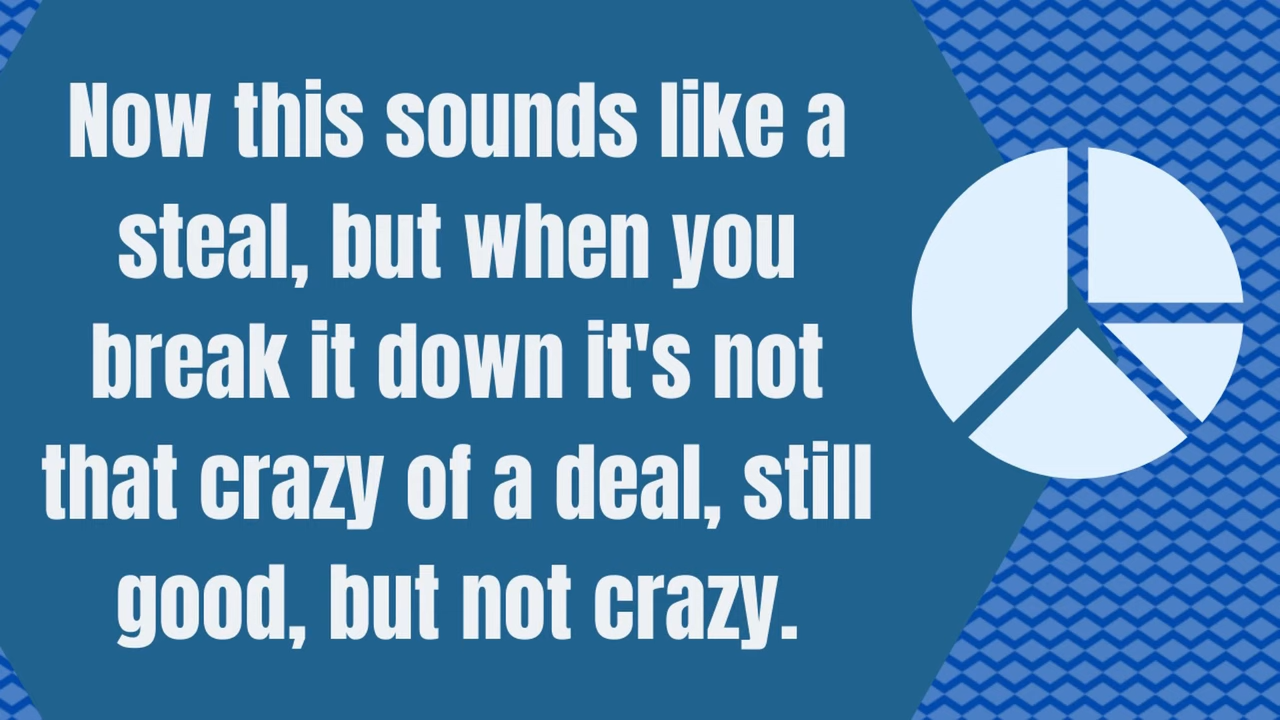 Now this sounds like a
steal, but when you
break it down it's not
that crazy of a deal, still
good, but not crazy.